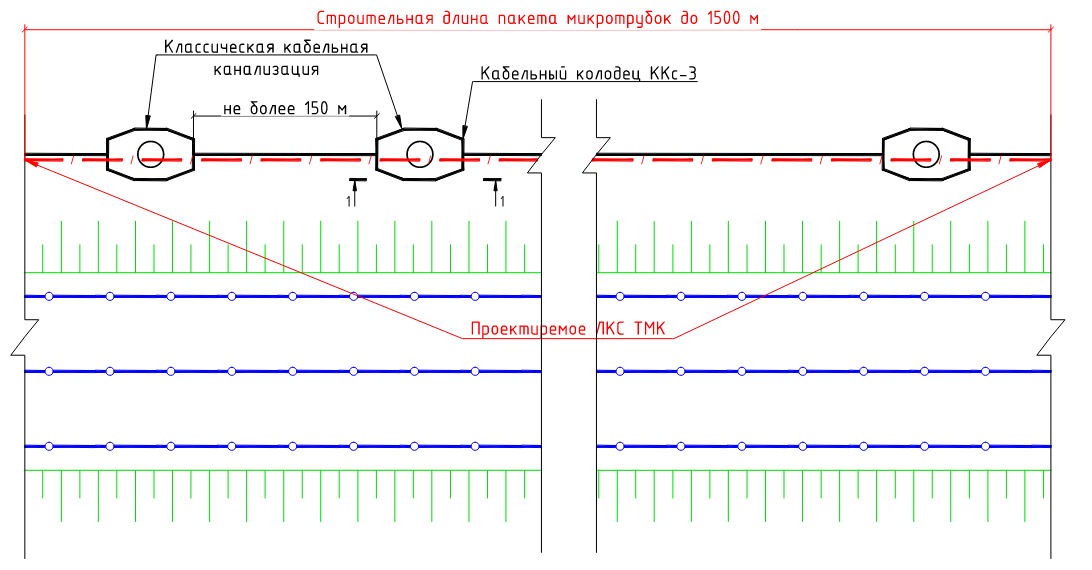 Строительная длина пакета микротрубок до 1500 м
Классическая кабельная
канализация
Кабельный колодец ККс-3
не более 150 м
1
1
Проектиремое ЛКС ТМК